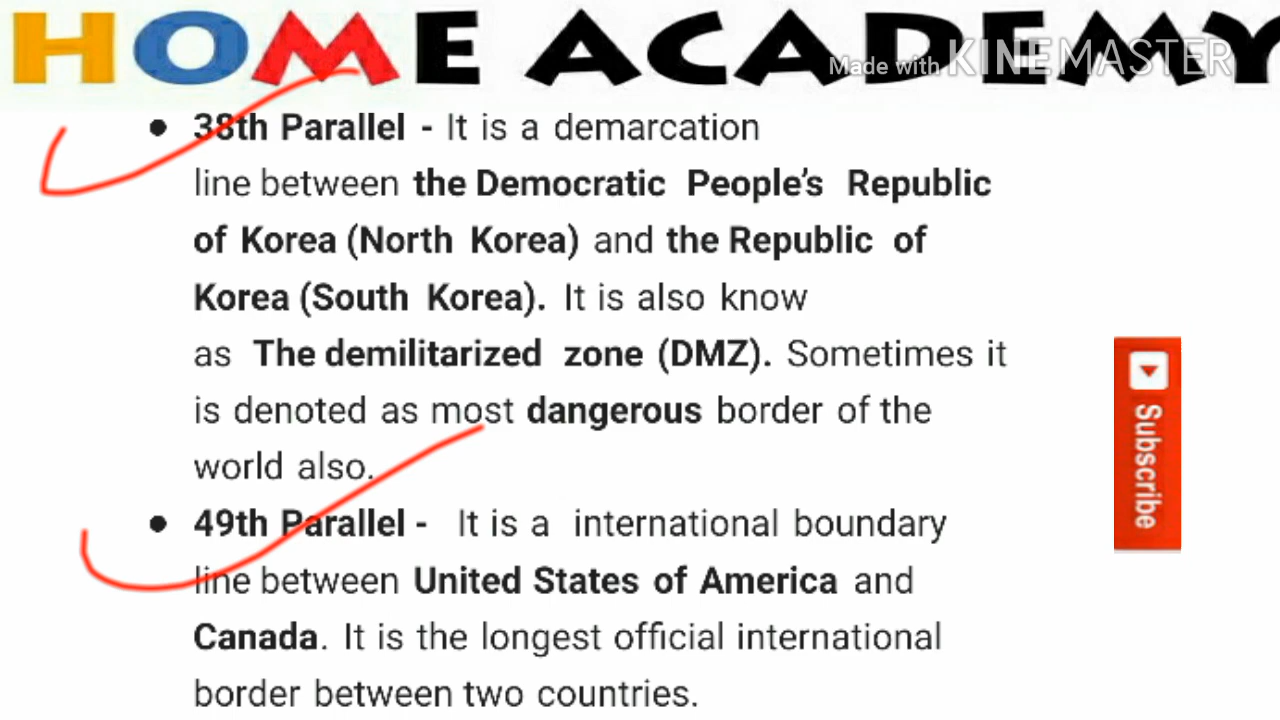 HOME ACADEMY
Made with KINEMASTER
• 38th Parallel - It is a demarcation
line between the Democratic People's Republic
of Korea (North Korea) and the Republic of
Korea (South Korea). It is also know
as The demilitarized zone (DMZ). Sometimes it
is denoted as most dangerous border of the
world also.
• 49th Parallel - It is a international boundary
line between United States of America and
Canada. It is the longest official international
border between two countries.
Subscribe